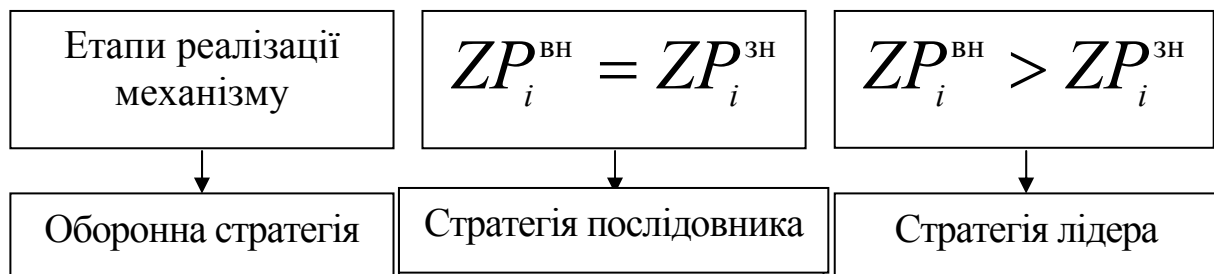 Етапи реалізації
механізму
ZP_i^вн = ZP_i^зн
ZP_i^вн > ZP_i^зн
Оборонна стратегія
Стратегія послідовника
Стратегія лідера